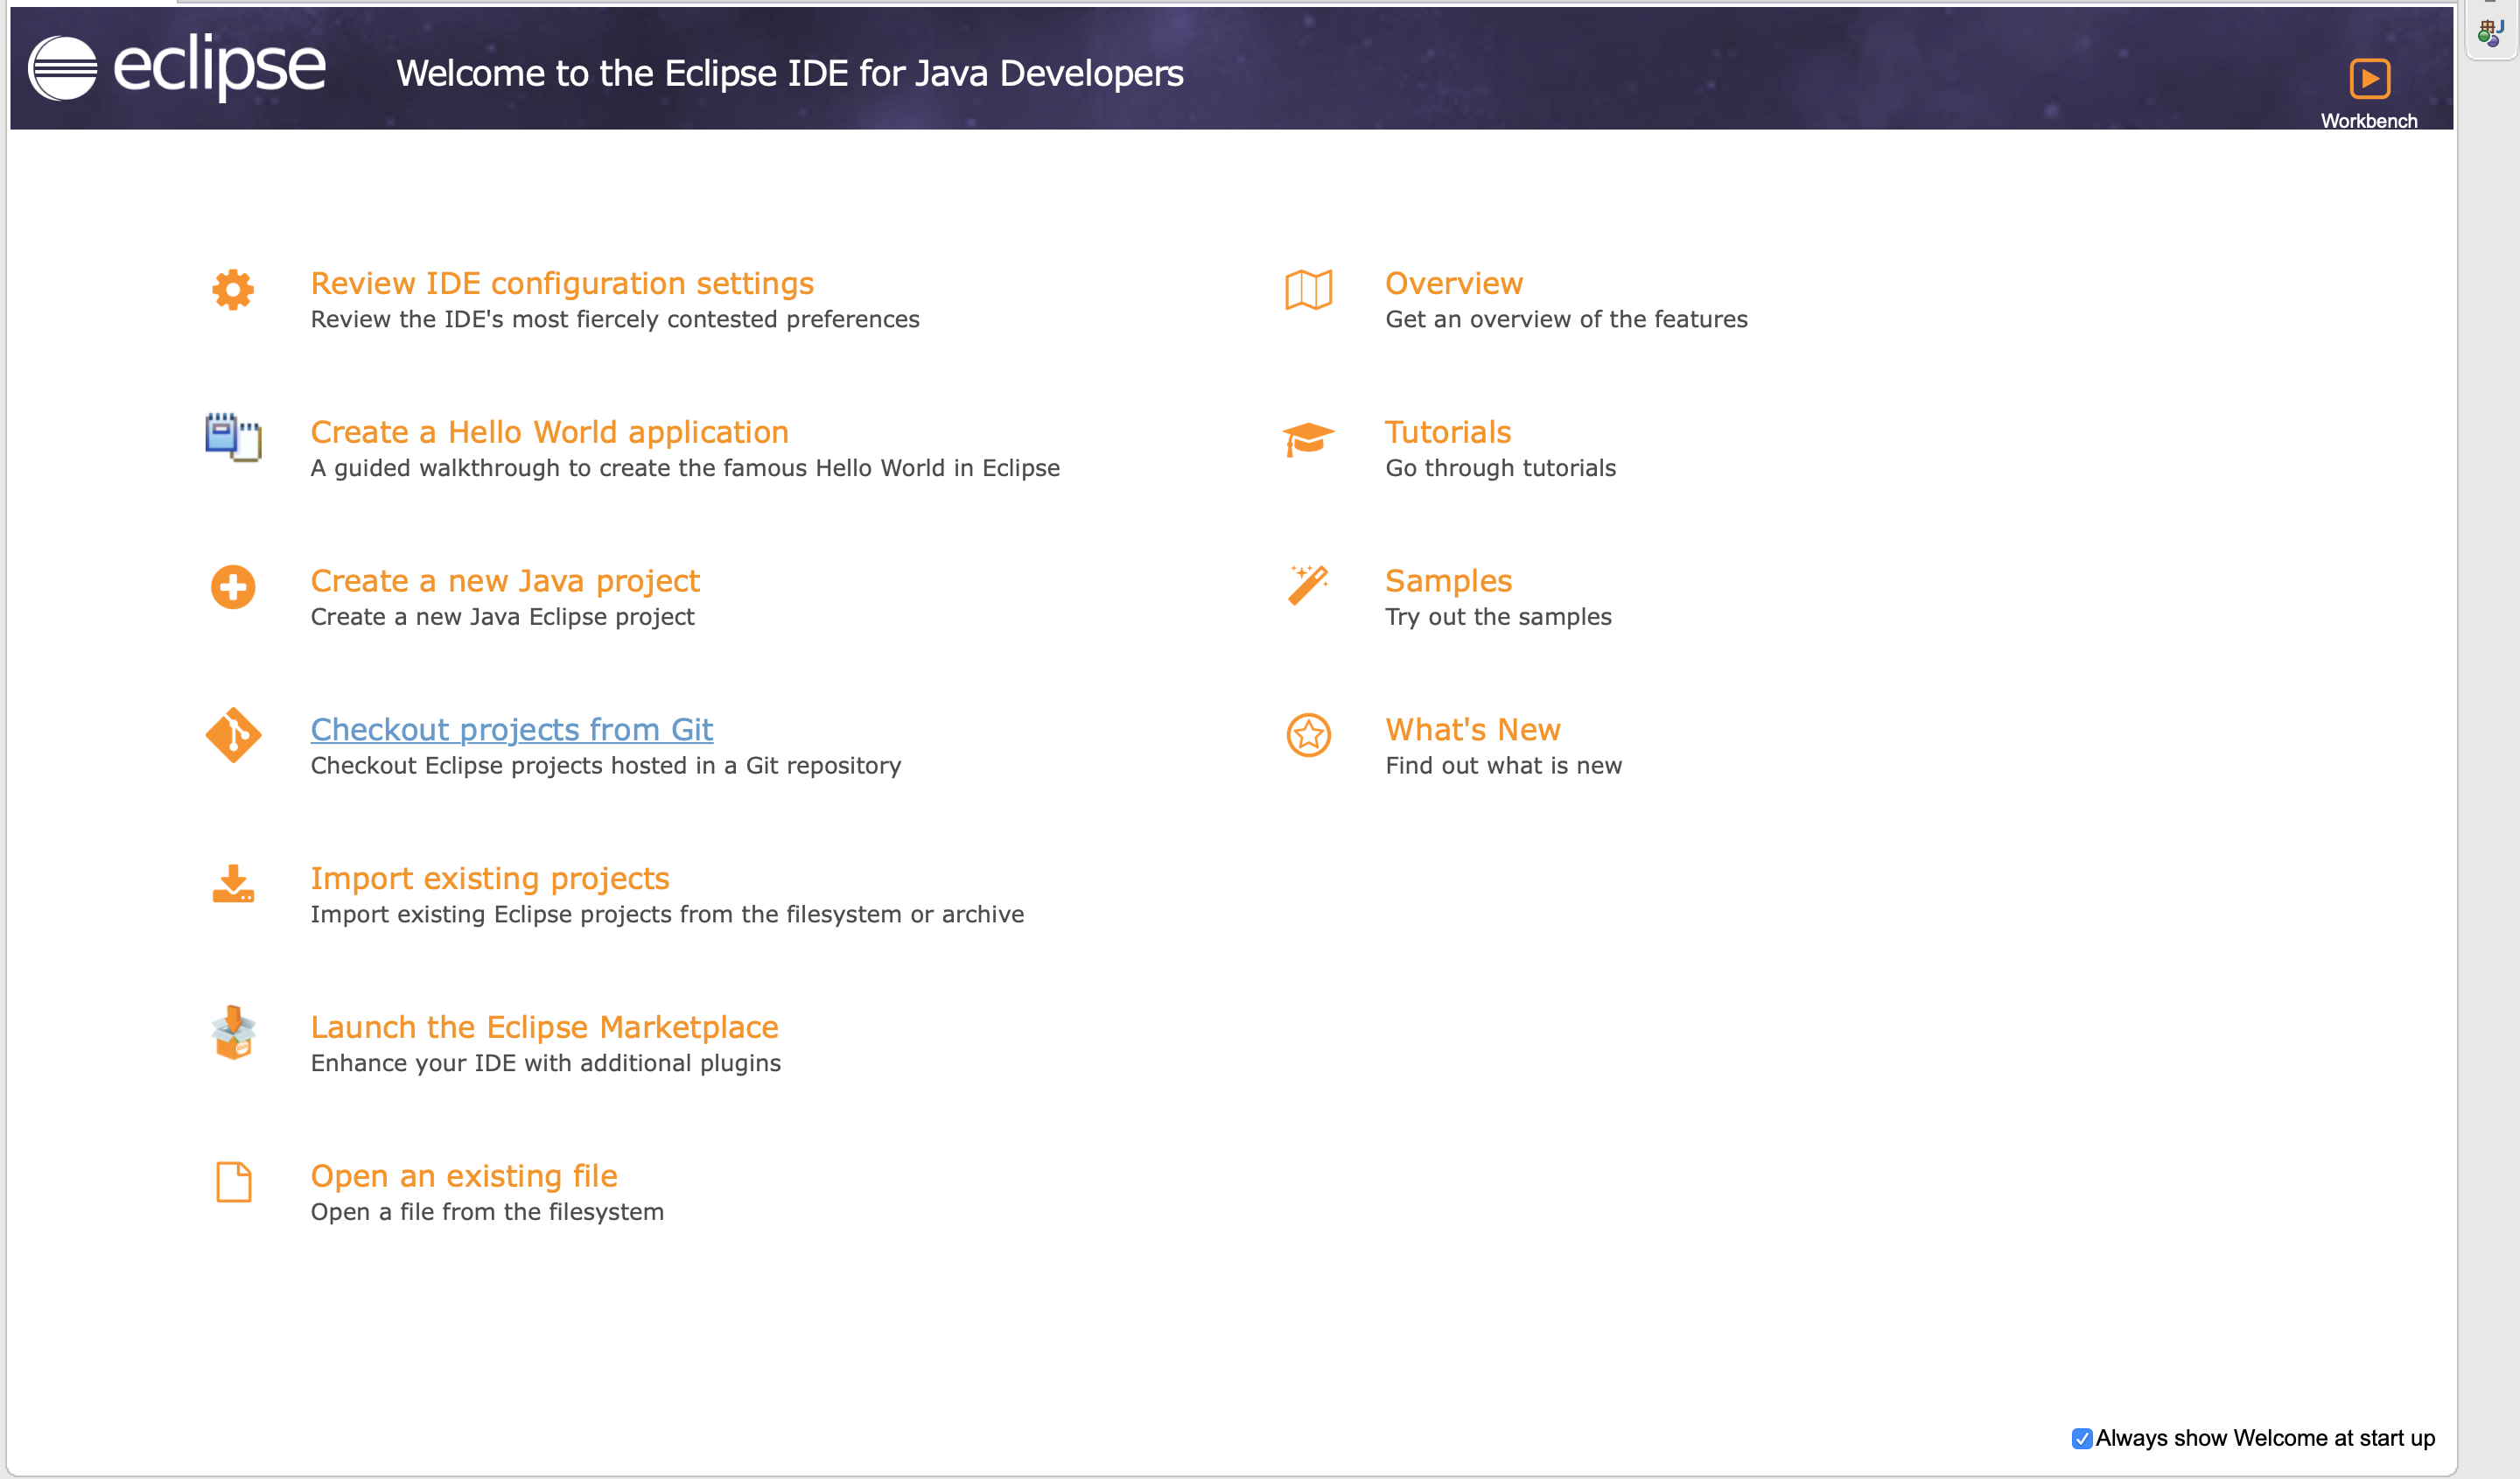 eclipse
Welcome to the Eclipse IDE for Java Developers
Workbench
Review IDE configuration settings
Review the IDE's most fiercely contested preferences
Create a Hello World application
A guided walkthrough to create the famous Hello World in Eclipse
Create a new Java project
Create a new Java Eclipse project
Checkout projects from Git
Checkout Eclipse projects hosted in a Git repository
Import existing projects
Import existing Eclipse projects from the filesystem or archive
Launch the Eclipse Marketplace
Enhance your IDE with additional plugins
Open an existing file
Open a file from the filesystem
Overview
Get an overview of the features
Tutorials
Go through tutorials
Samples
Try out the samples
What's New
Find out what is new
Always show Welcome at start up